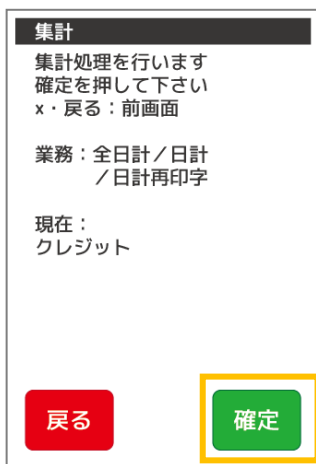 集計
集計処理を行います
確定を押して下さい
x・戻る：前画面
業務：全日計／日計
／日計再印字
現在：
クレジット
戻る
確定